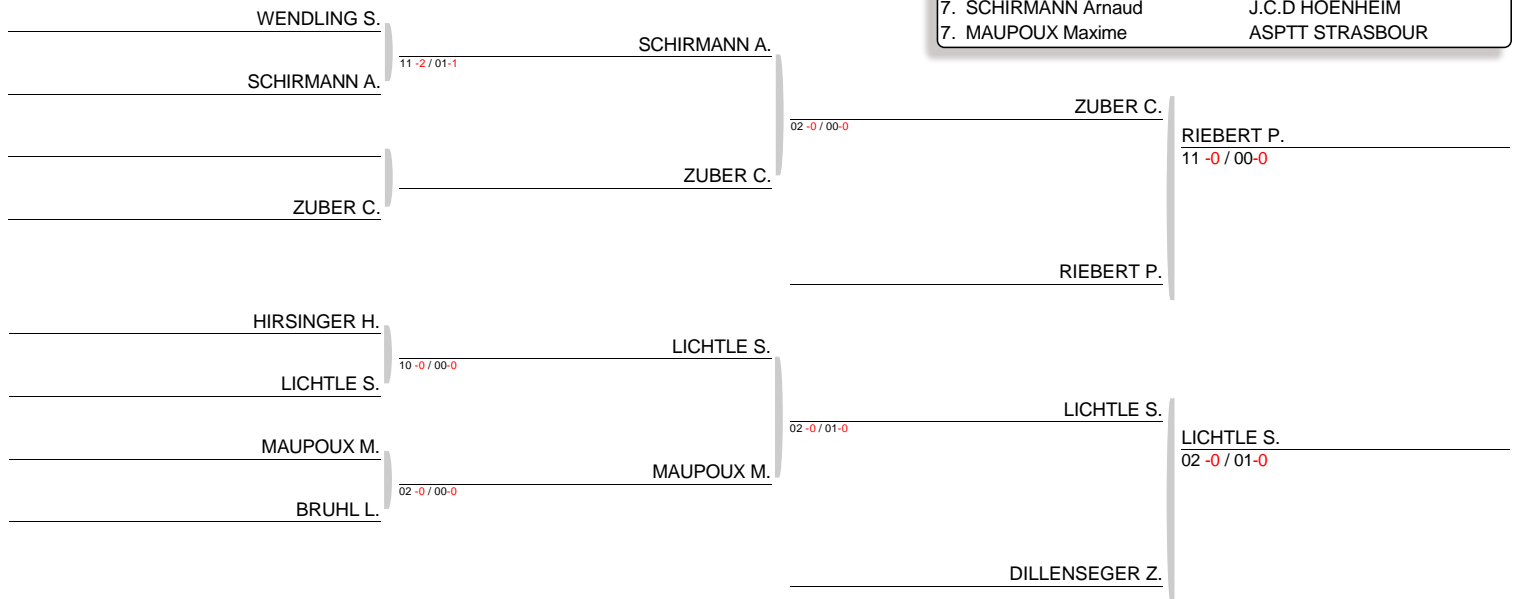 7. SCHIRMANN Arnaud J.C.D HOENHEIM
7. MAUPOUX Maxime ASPTT STRASBOUR
WENDLING S.
SCHIRMANN A.
11 -2 / 01-1
SCHIRMANN A.
ZUBER C.
02 -0 / 00-0
ZUBER C.
RIEBERT P.
11 -0 / 00-0
ZUBER C.
RIEBERT P.
HIRSINGER H.
LICHTLE S.
10 -0 / 00-0
LICHTLE S.
LICHTLE S.
02 -0 / 01-0
LICHTLE S.
02 -0 / 01-0
MAUPOUX M.
MAUPOUX M.
02 -0 / 00-0
BRUHL L.
DILLENSEGER Z.